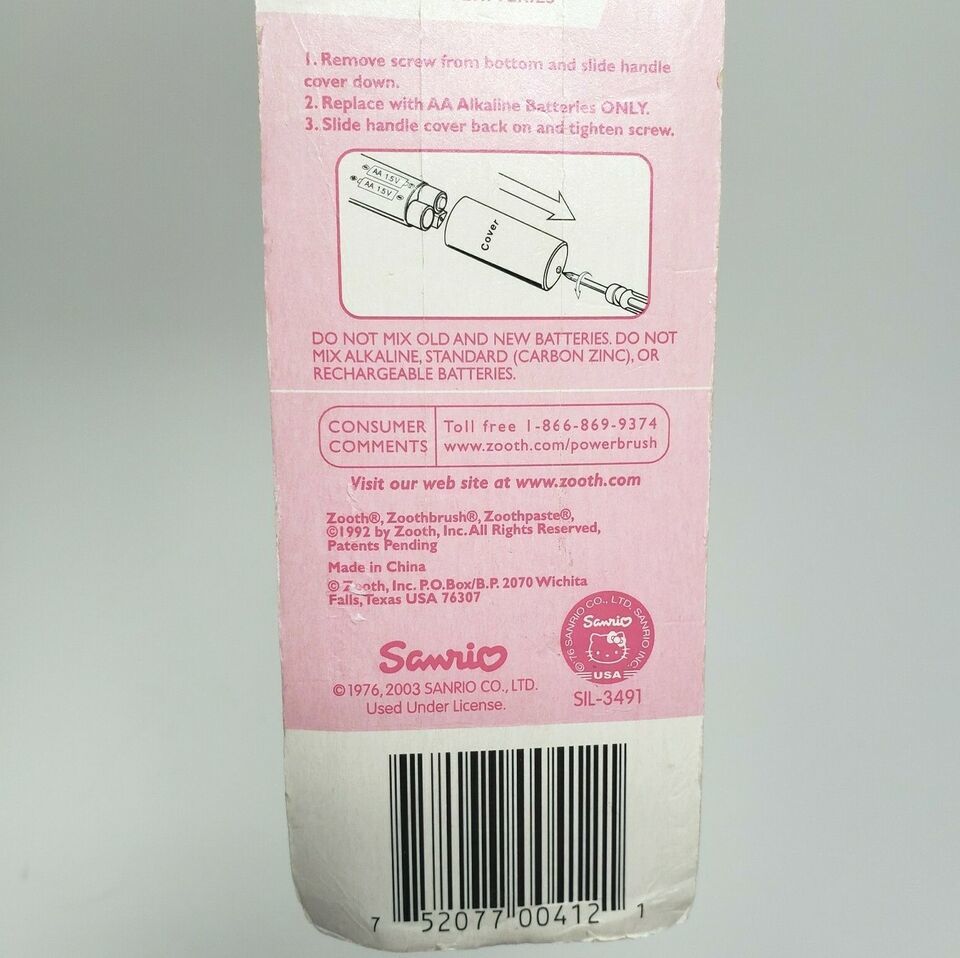 1. Remove screw from bottom and slide handle
cover down.
2. Replace with AA Alkaline Batteries ONLY.
3. Slide handle cover back on and tighten screw.
AA 1.5V
AA 1.5V
Cover
DO NOT MIX OLD AND NEW BATTERIES. DO NOT
MIX ALKALINE, STANDARD (CARBON ZINC), OR
RECHARGEABLE BATTERIES.
CONSUMER
COMMENTS
Toll free 1-866-869-9374
www.zooth.com/powerbrush
Visit our web site at www.zooth.com
Zooth®, Zoothbrush®, Zoothpaste®,
©1992 by Zooth, Inc. All Rights Reserved,
Patents Pending
Made in China
© Zooth, Inc. P.O.Box/B.P. 2070 Wichita
Falls, Texas USA 76307
Sanrio
©1976, 2003 SANRIO CO., LTD.
Used Under License.
©'76 SANRIO CO., LTD. SANRIO INC.
Sanrio
USA
SIL-3491
7 52077 00412 1